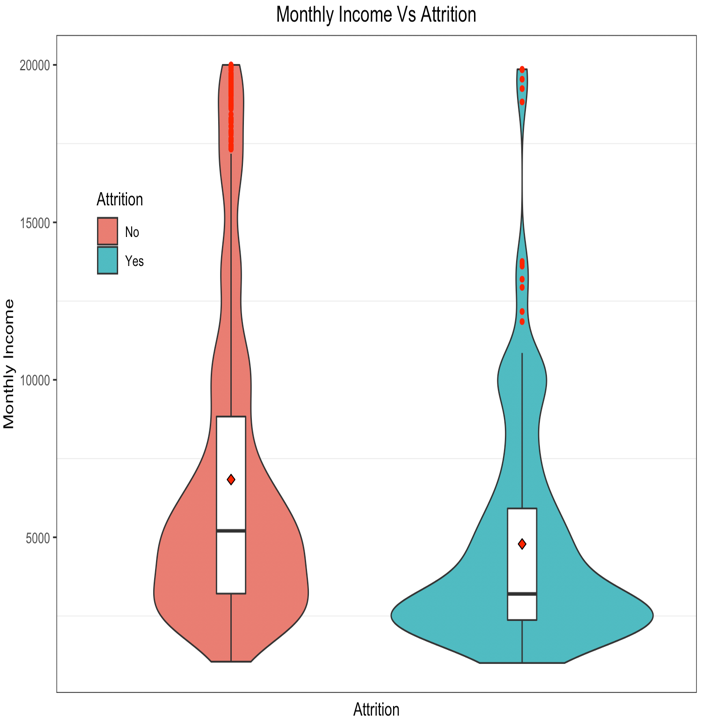 Monthly Income Vs Attrition
20000
15000
10000
5000
Monthly Income
Attrition
No
Yes
Attrition